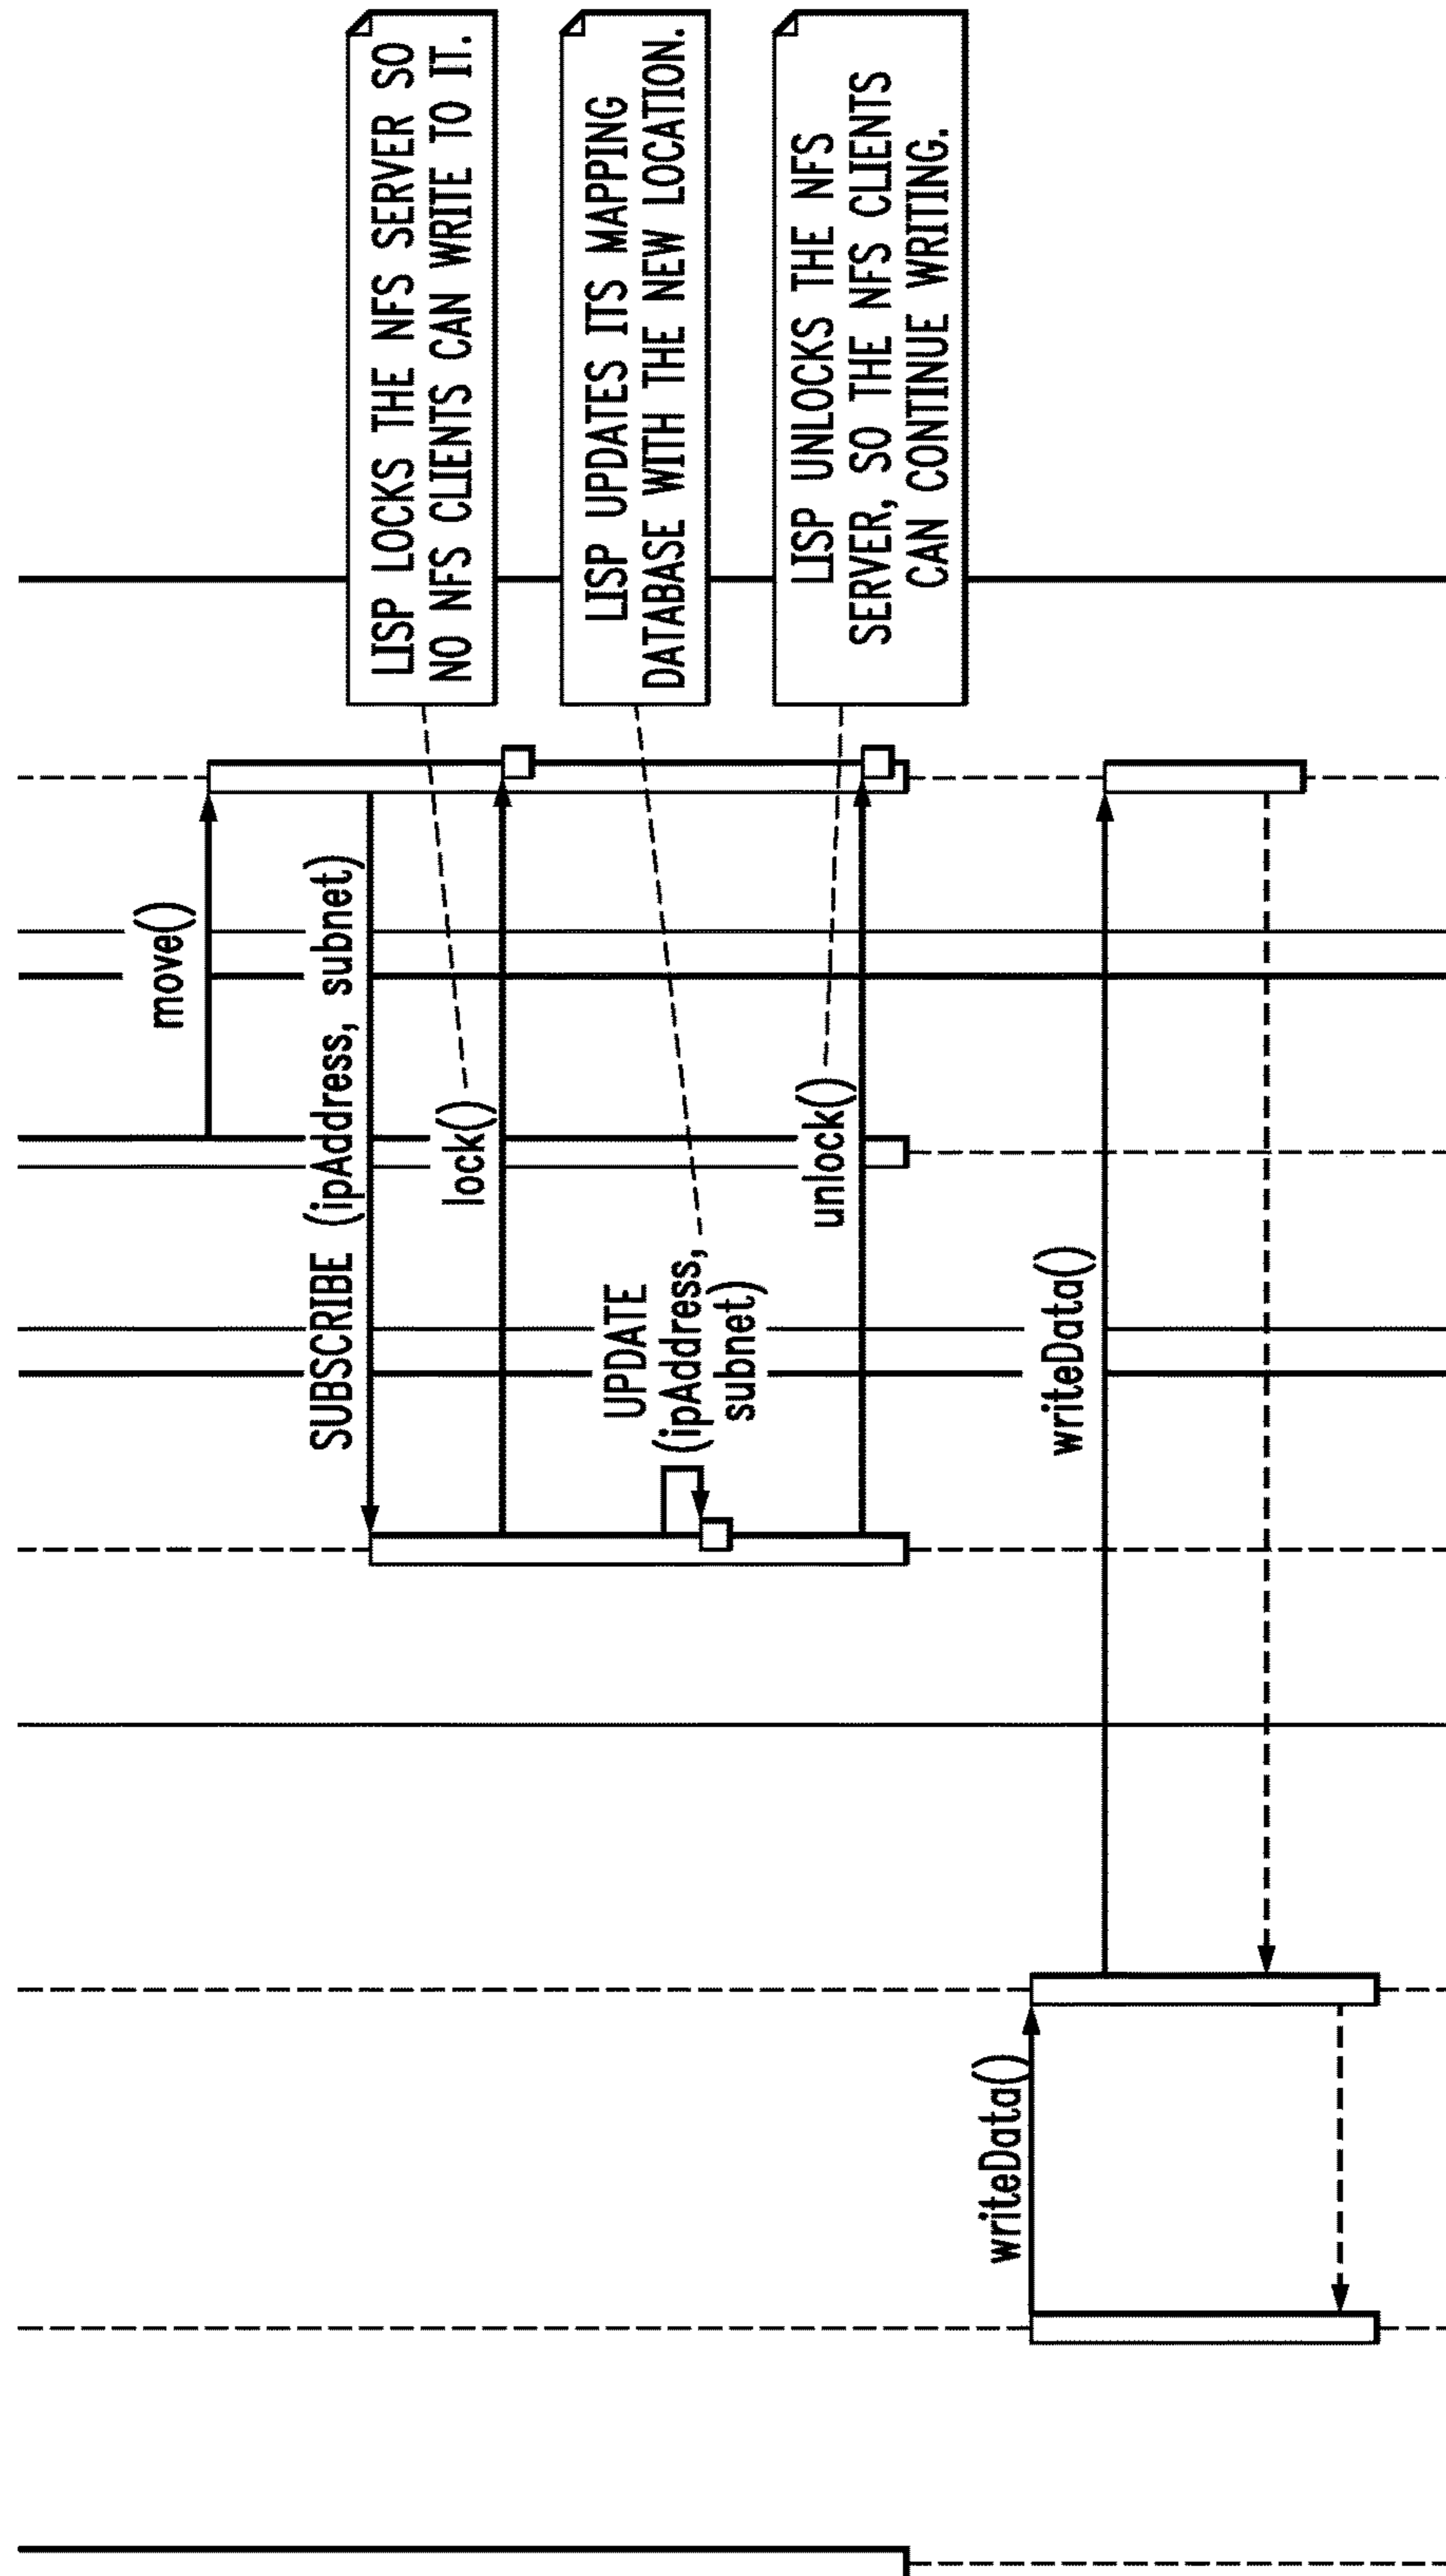 move()
SUBSCRIBE (ipAddress, subnet)
LISP LOCKS THE NFS SERVER SO
NO NFS CLIENTS CAN WRITE TO IT.
lock()
LISP UPDATES ITS MAPPING
DATABASE WITH THE NEW LOCATION.
UPDATE
(ipAddress,
subnet)
LISP UNLOCKS THE NFS
SERVER, SO THE NFS CLIENTS
CAN CONTINUE WRITING.
unlock()
writeData()
writeData()